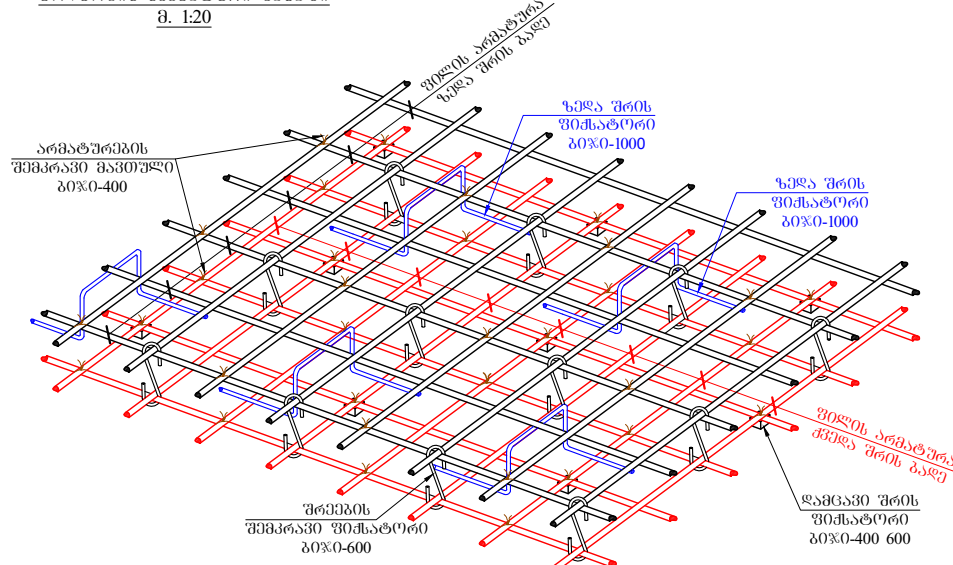 მ. 1:20
ფილის არმატურა
ზედა შრის ბადე
ზედა შრის
ფიქსატორი
ბიჯი-1000
არმატურების
შემკრავი მავთული
ბიჯი-400
ზედა შრის
ფიქსატორი
ბიჯი-1000
ფილის არმატურა
ქვედა შრის ბადე
შრეების
შემკრავი ფიქსატორი
ბიჯი-600
დამცავი შრის
ფიქსატორი
ბიჯი-400 600